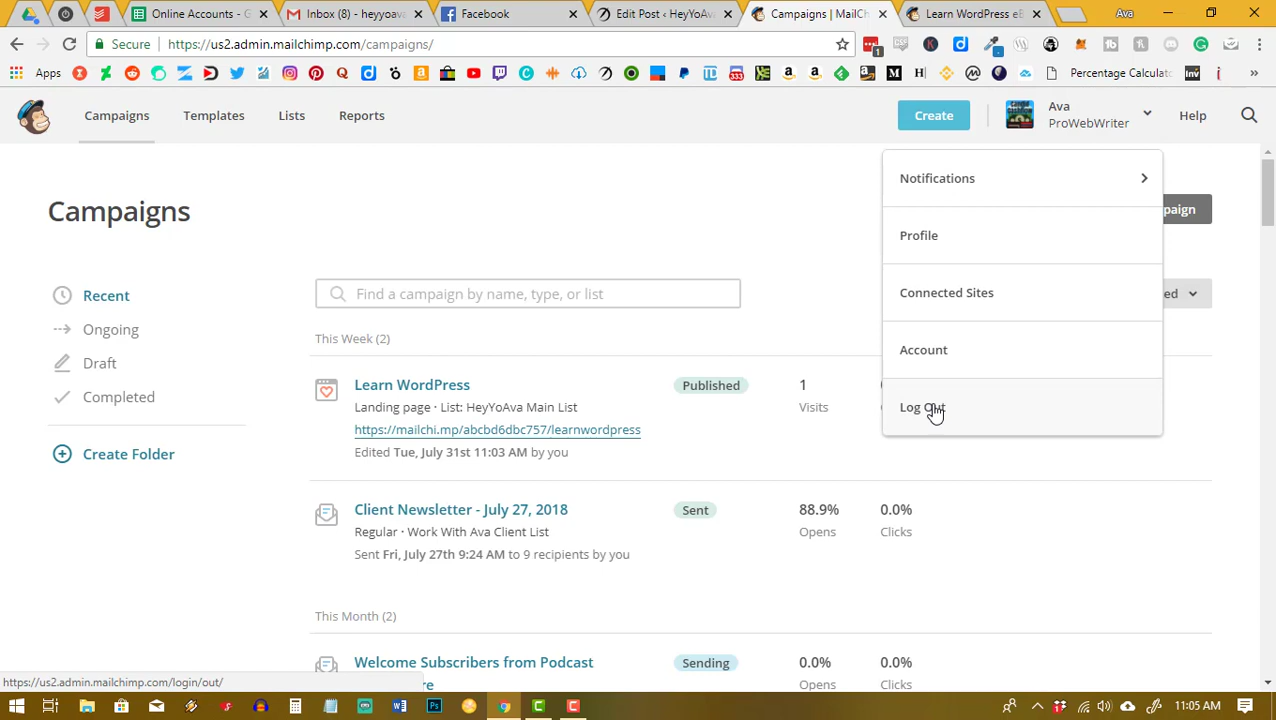 Online Accounts - G
Inbox (8) - heyyoava
Facebook
Edit Post ‹ HeyYoAva
Campaigns | MailCh
Learn WordPress eB
Ava
Secure
https://us2.admin.mailchimp.com/campaigns/
Apps
Percentage Calculato
Campaigns
Templates
Lists
Reports
Create
Ava
ProWebWriter
Help
Notifications
Campaigns
paign
Profile
Recent
Find a campaign by name, type, or list
Connected Sites
ed
Ongoing
This Week (2)
Account
Draft
Learn WordPress
Published
1
Completed
Landing page · List: HeyYoAva Main List
Visits
Log Out
https://mailchi.mp/abcbd6dbc757/learnwordpress
Create Folder
Edited Tue, July 31st 11:03 AM by you
Client Newsletter - July 27, 2018
Sent
88.9%
0.0%
Regular · Work With Ava Client List
Opens
Clicks
Sent Fri, July 27th 9:24 AM to 9 recipients by you
This Month (2)
Welcome Subscribers from Podcast
Sending
0.0%
0.0%
Opens
Clicks
https://us2.admin.mailchimp.com/login/out/
11:05 AM